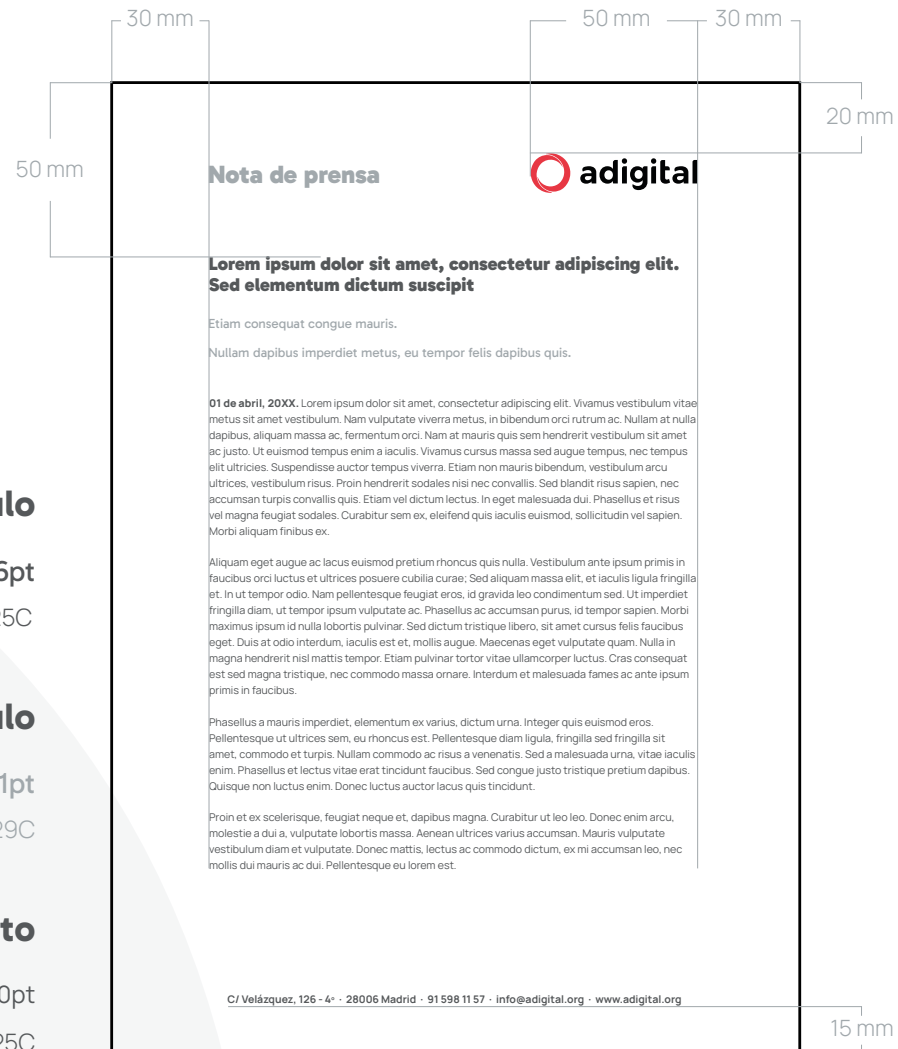 30 mm
50 mm
30 mm
20 mm
50 mm
Nota de prensa
adigital
Lorem ipsum dolor sit amet, consectetur adipiscing elit.
Sed elementum dictum suscipit
Etiam consequat congue mauris.
Nullam dapibus imperdiet metus, eu tempor felis dapibus quis.
01 de abril, 20XX. Lorem ipsum dolor sit amet, consectetur adipiscing elit. Vivamus vestibulum vitae
metus sit amet vestibulum. Nam vulputate viverra metus, in bibendum orci rutrum ac. Nullam at nulla
dapibus, aliquam massa ac, fermentum orci. Nam at mauris quis sem hendrerit vestibulum sit amet
ac justo. Ut euismod tempus enim a iaculis. Vivamus cursus massa sed augue tempus, nec tempus
elit ultricies. Suspendisse auctor tempus viverra. Etiam non mauris bibendum, vestibulum arcu
ultrices, vestibulum risus. Proin hendrerit sodales nisi nec convallis. Sed blandit risus sapien, nec
accumsan turpis convallis quis. Etiam vel dictum lectus. In eget malesuada dui. Phasellus et risus
vel magna feugiat sodales. Curabitur sem ex, eleifend quis iaculis euismod, sollicitudin vel sapien.
Morbi aliquam finibus ex.
Aliquam eget augue ac lacus euismod pretium rhoncus quis nulla. Vestibulum ante ipsum primis in
faucibus orci luctus et ultrices posuere cubilia curae; Sed aliquam massa elit, et iaculis ligula fringilla
et. In ut tempor odio. Nam pellentesque feugiat eros, id gravida leo condimentum sed. Ut imperdiet
fringilla diam, ut tempor ipsum vulputate ac. Phasellus ac accumsan purus, id tempor sapien. Morbi
maximus ipsum id nulla lobortis pulvinar. Sed dictum tristique libero, sit amet cursus felis faucibus
eget. Duis at odio interdum, iaculis est et, mollis augue. Maecenas eget vulputate quam. Nulla in
magna hendrerit nisl mattis tempor. Etiam pulvinar tortor vitae ullamcorper luctus. Cras consequat
est sed magna tristique, nec commodo massa ornare. Interdum et malesuada fames ac ante ipsum
primis in faucibus.
Phasellus a mauris imperdiet, elementum ex varius, dictum urna. Integer quis euismod eros.
Pellentesque ut ultrices sem, eu rhoncus est. Pellentesque diam ligula, fringilla sed fringilla sit
amet, commodo et turpis. Nullam commodo ac risus a venenatis. Sed a malesuada urna, vitae iaculis
enim. Phasellus et lectus vitae erat tincidunt faucibus. Sed congue justo tristique pretium dapibus.
Quisque non luctus enim. Donec luctus auctor lacus quis tincidunt.
Proin et ex scelerisque, feugiat neque et, dapibus magna. Curabitur ut leo leo. Donec enim arcu,
molestie a dui a, vulputate lobortis massa. Aenean ultrices varius accumsan. Mauris vulputate
vestibulum diam et vulputate. Donec mattis, lectus ac commodo dictum, ex mi accumsan leo, nec
mollis dui mauris ac dui. Pellentesque eu lorem est.
C/ Velázquez, 126 - 4º · 28006 Madrid · 91 598 11 57 · info@adigital.org · www.adigital.org
15 mm